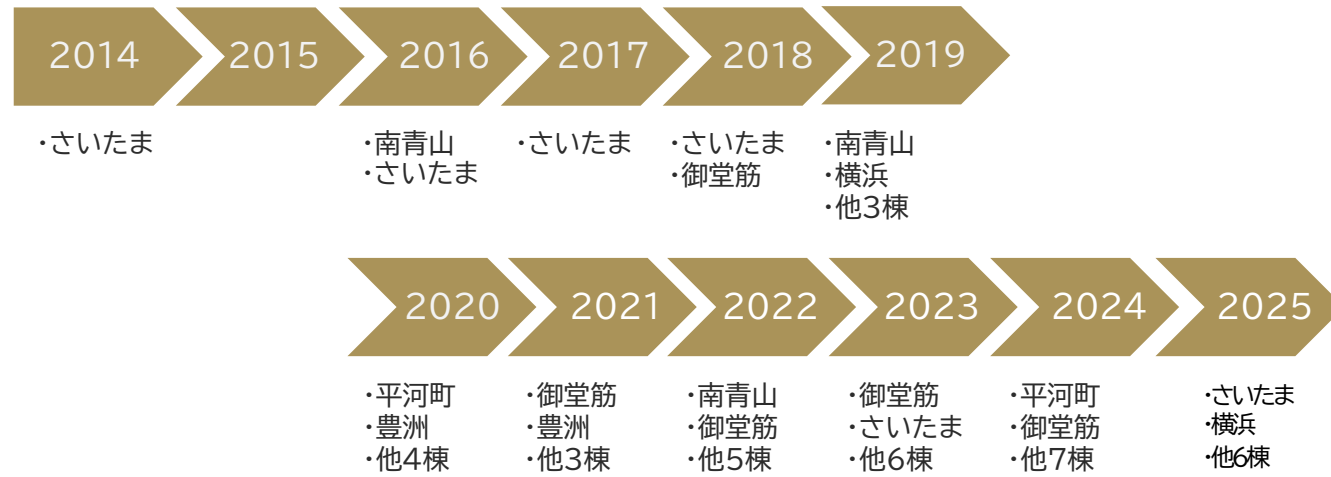 2014 2015 2016 2017 2018 2019
・さいたま ・南青山 ・さいたま ・さいたま ・南青山
・さいたま ・御堂筋 ・横浜
・他3棟
2020 2021 2022 2023 2024 2025
・平河町 ・御堂筋 ・南青山 ・御堂筋 ・平河町 ・さいたま
・豊洲 ・豊洲 ・御堂筋 ・さいたま ・御堂筋 ・横浜
・他4棟 ・他3棟 ・他5棟 ・他6棟 ・他7棟 ・他6棟